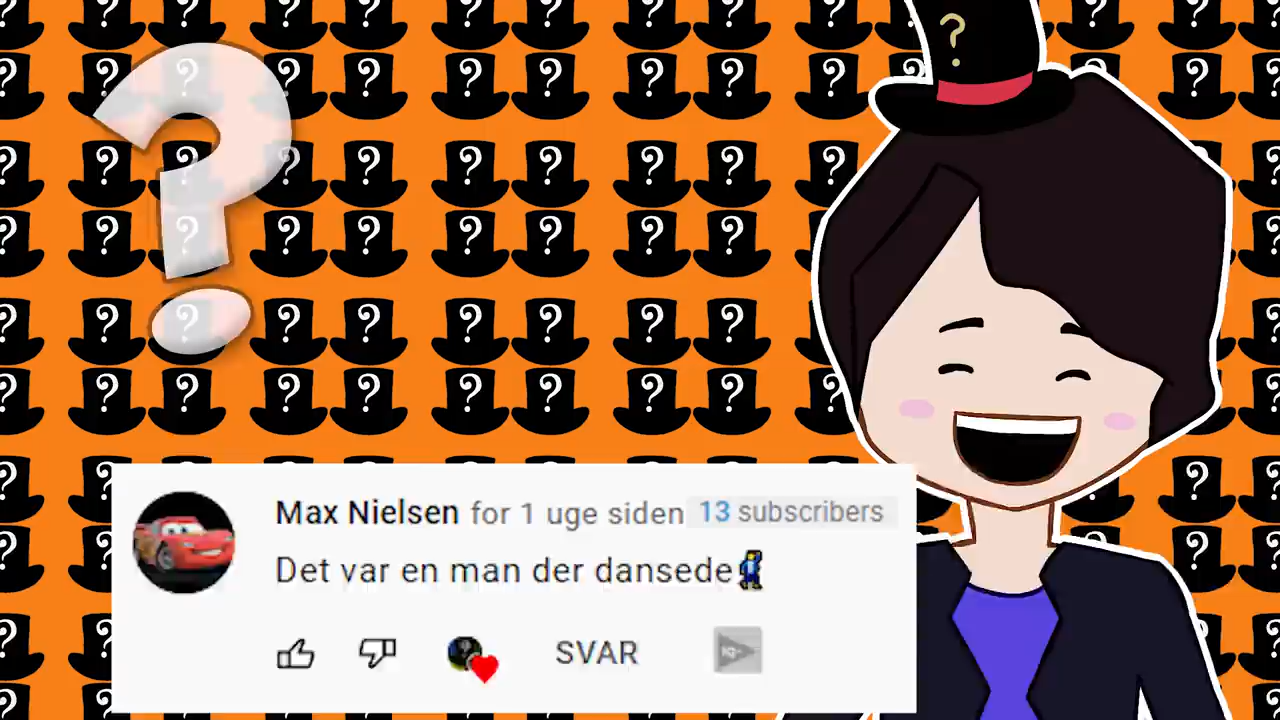 Max Nielsen for 1 uge siden 13 subscribers
Det var en man der dansede
SVAR